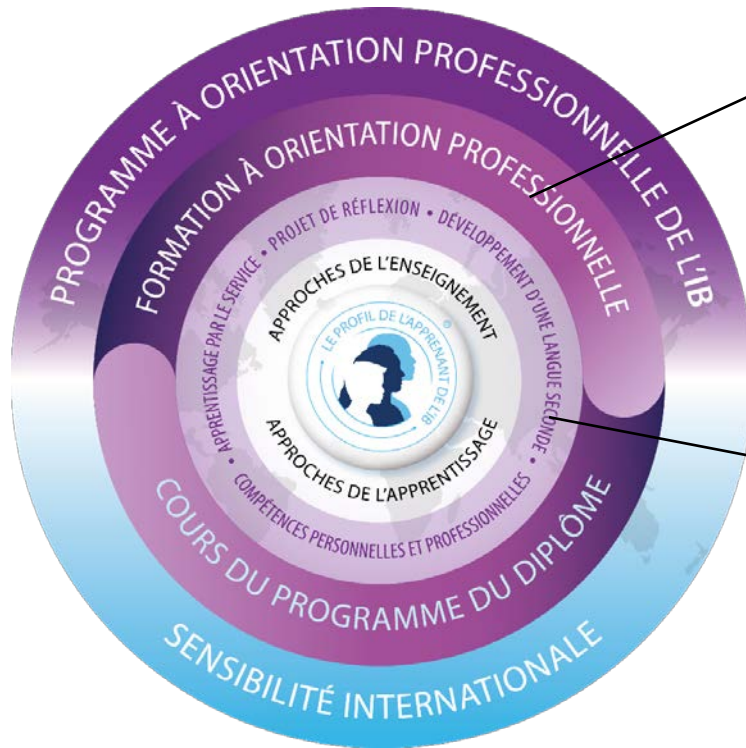 PROGRAMME À ORIENTATION PROFESSIONNELLE DE L'IB
FORMATION À ORIENTATION PROFESSIONNELLE
APPRENTISSAGE PAR LE SERVICE • PROJET DE RÉFLEXION • DÉVELOPPEMENT D'UNE LANGUE SECONDE •
APPROCHES DE L'ENSEIGNEMENT
LE PROFIL DE L'APPRENANT DE L'IB
®
APPROCHES DE L'APPRENTISSAGE
• COMPÉTENCES PERSONNELLES ET PROFESSIONNELLES
COURS DU PROGRAMME DU DIPLÔME
SENSIBILITÉ INTERNATIONALE